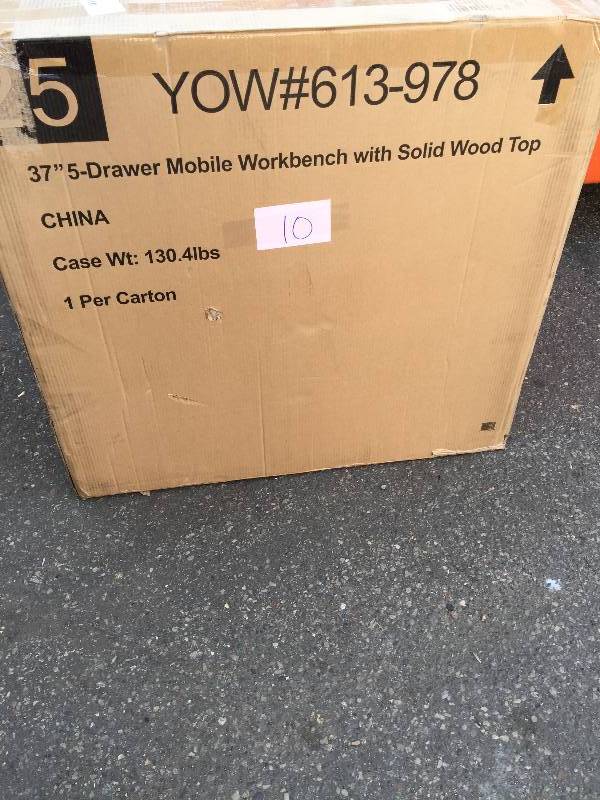 25
YOW#613-978
37” 5-Drawer Mobile Workbench with Solid Wood Top
CHINA
10
Case Wt: 130.4lbs
1 Per Carton